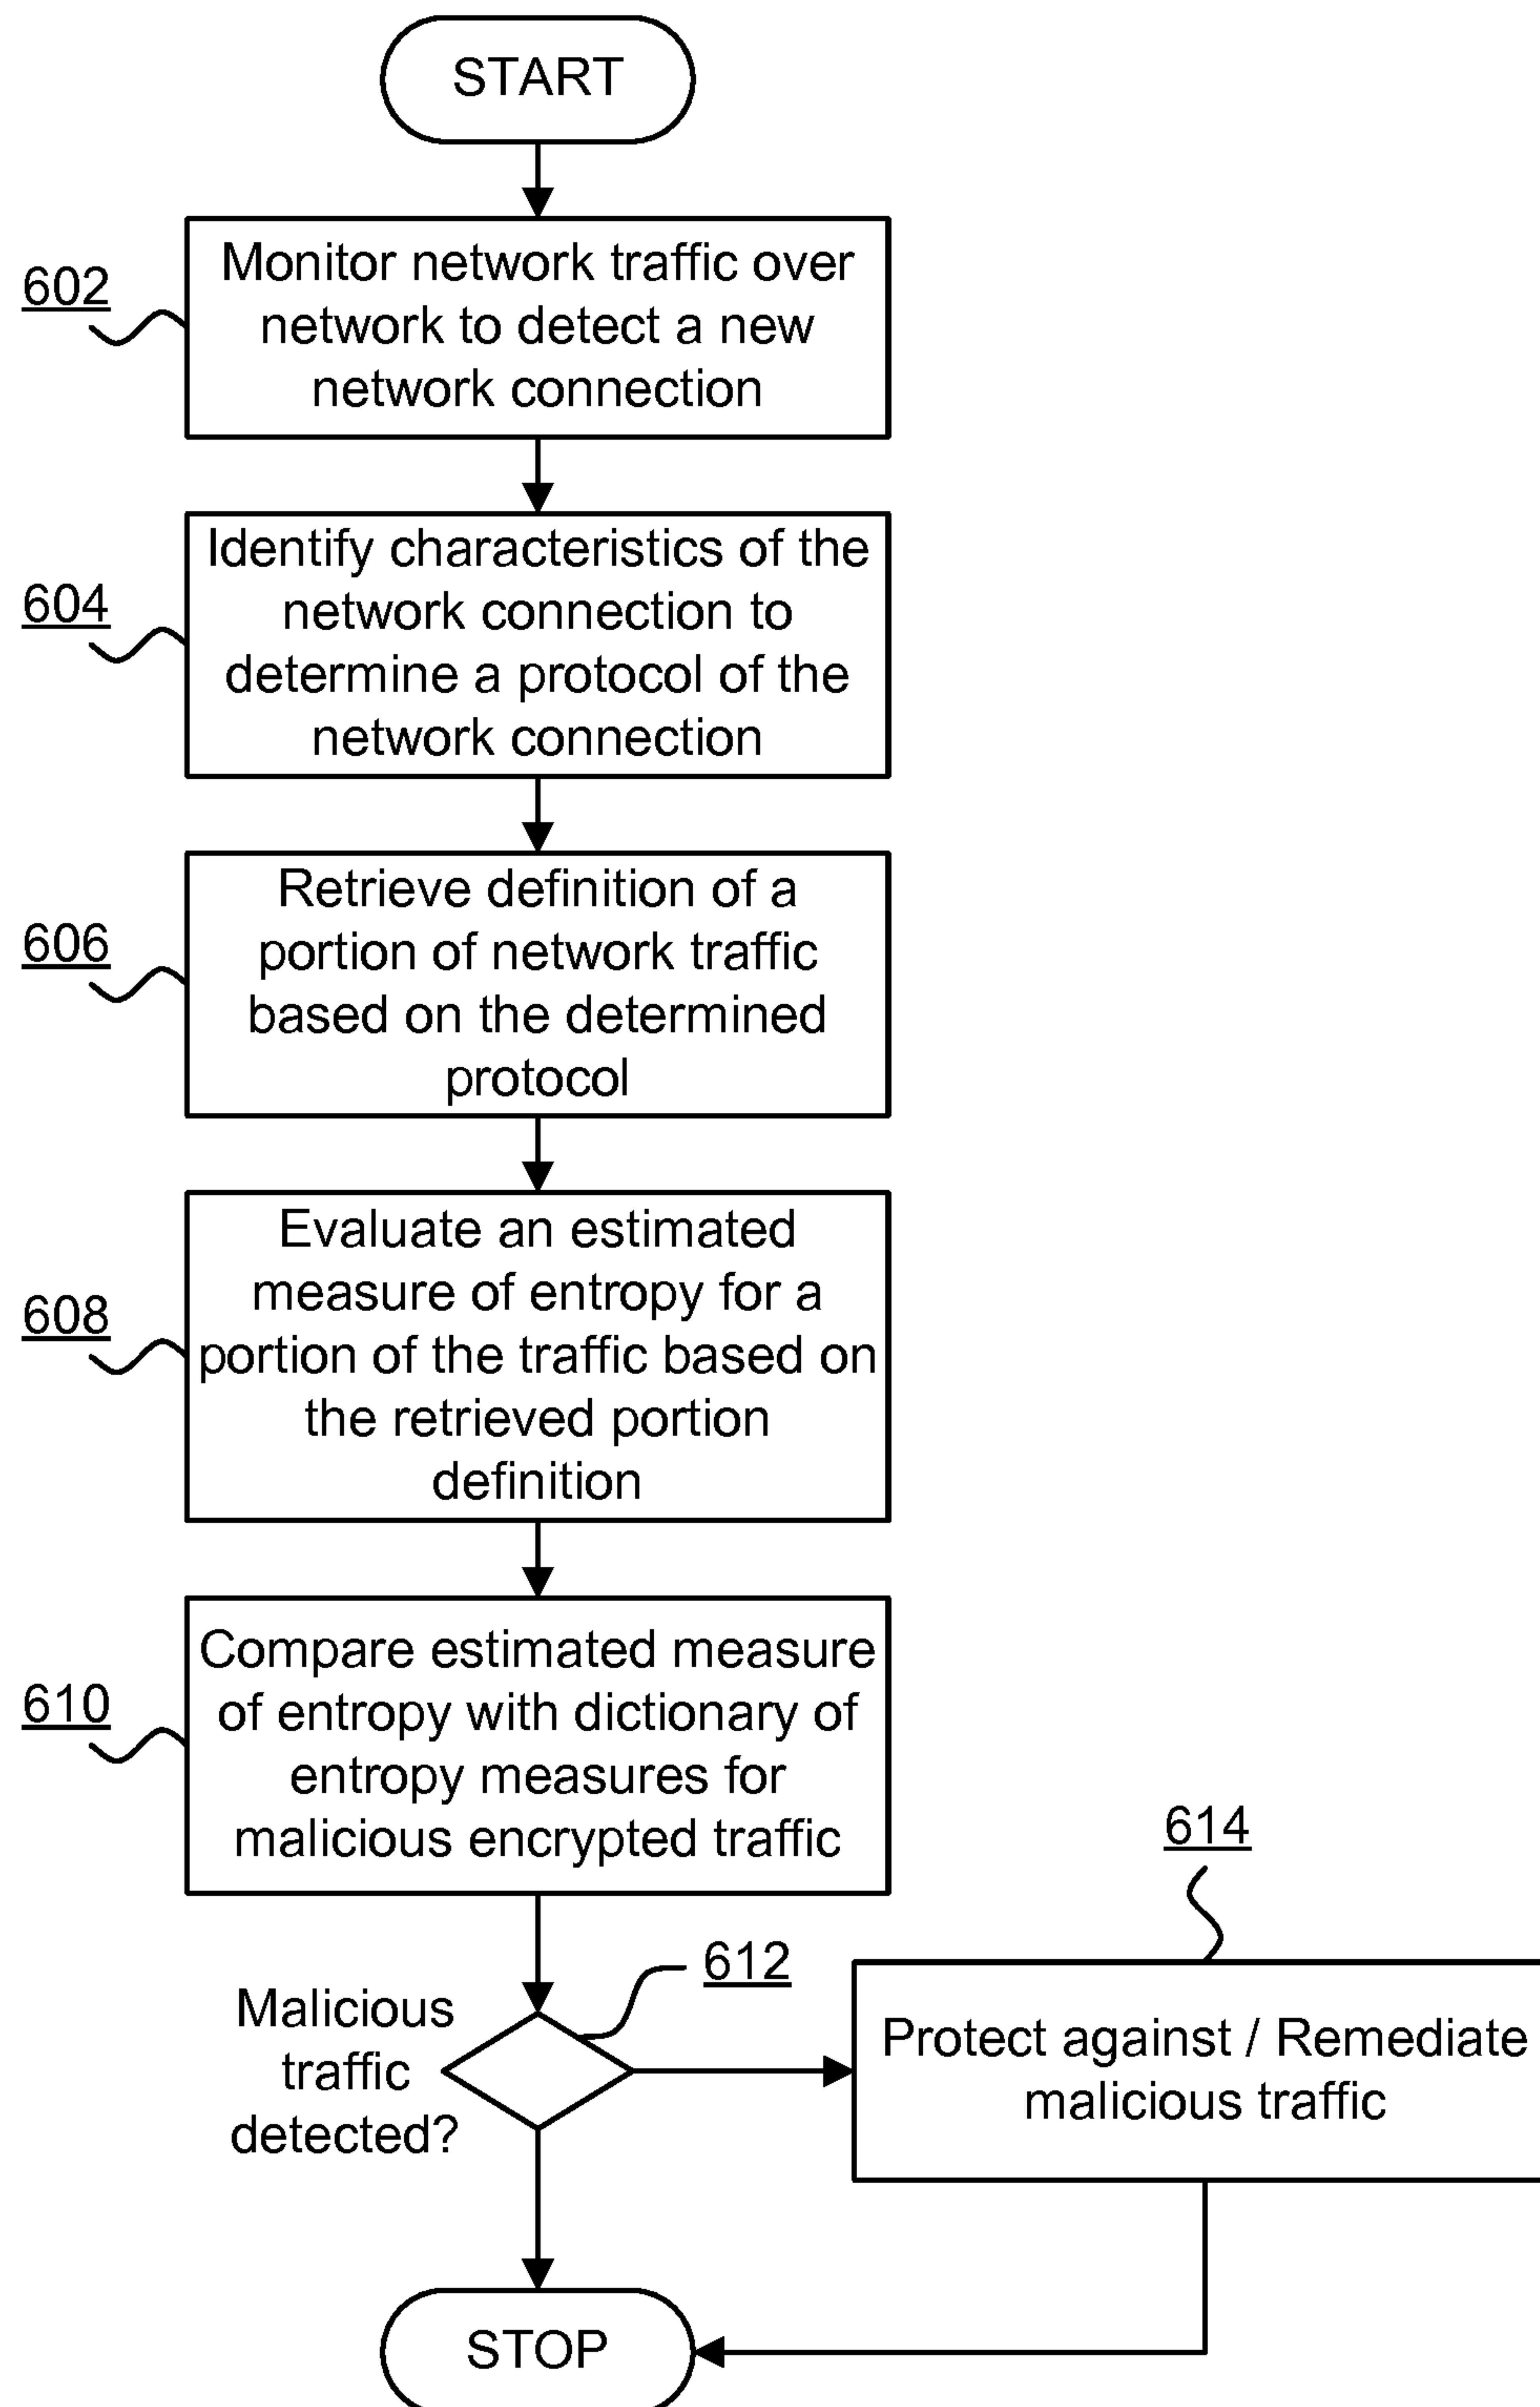 START
602
Monitor network traffic over
network to detect a new
network connection
604
Identify characteristics of the
network connection to
determine a protocol of the
network connection
606
Retrieve definition of a
portion of network traffic
based on the determined
protocol
608
Evaluate an estimated
measure of entropy for a
portion of the traffic based on
the retrieved portion
definition
610
Compare estimated measure
of entropy with dictionary of
entropy measures for
malicious encrypted traffic
612
Malicious
traffic
detected?
614
Protect against / Remediate
malicious traffic
STOP